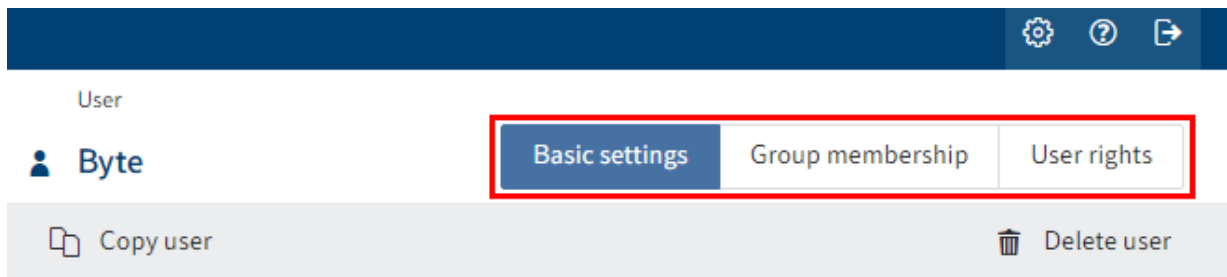 User
Byte
Basic settings Group membership User rights
Copy user Delete user